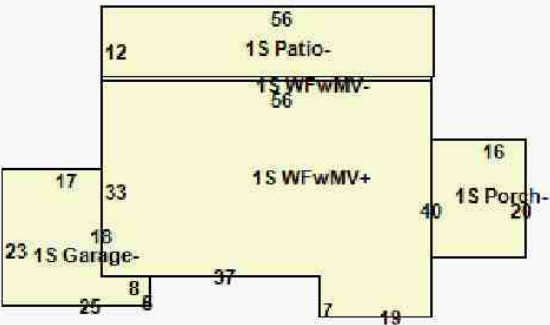 56
12 1S Patio-
1S WFwMV-
56
16
17 1S WFwMV+
33 1S Porch-
40 20
18
23 1S Garage-
37
8
25 6
7
19